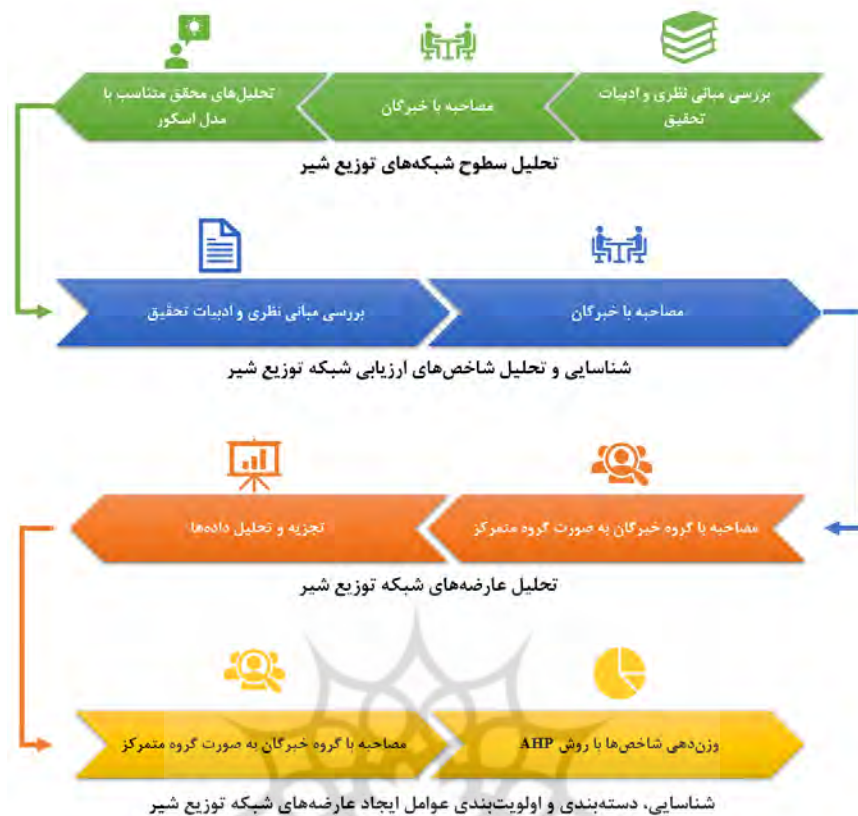 بررسی مبانی نظری و ادبیات
تحقیق
مصاحبه با خبرگان
تحلیل‌های محقق متناسب با
مدل اسکور
تحلیل سطوح شبکه‌های توزیع شیر
بررسی مبانی نظری و ادبیات تحقیق
مصاحبه با خبرگان
شناسایی و تحلیل شاخص‌های ارزیابی شبکه توزیع شیر
مصاحبه با گروه خبرگان به صورت گروه متمرکز
تجزیه و تحلیل داده‌ها
تحلیل عارضه‌های شبکه توزیع شیر
مصاحبه با گروه خبرگان به صورت گروه متمرکز
وزن‌دهی شاخص‌ها با روش AHP
شناسایی، دسته‌بندی و اولویت‌بندی عوامل ایجاد عارضه‌های شبکه توزیع شیر